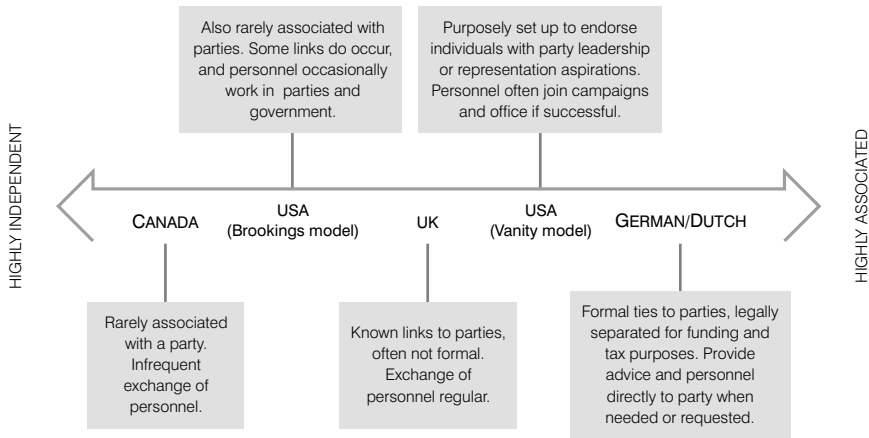 Also rarely associated with
parties. Some links do occur,
and personnel occasionally
work in parties and
government.
Purposely set up to endorse
individuals with party leadership
or representation aspirations.
Personnel often join campaigns
and office if successful.
HIGHLY INDEPENDENT
CANADA
USA
(Brookings model)
UK
USA
(Vanity model)
GERMAN/DUTCH
HIGHLY ASSOCIATED
Rarely associated
with a party.
Infrequent
exchange of
personnel.
Known links to parties,
often not formal.
Exchange of
personnel regular.
Formal ties to parties, legally
separated for funding and
tax purposes. Provide
advice and personnel
directly to party when
needed or requested.